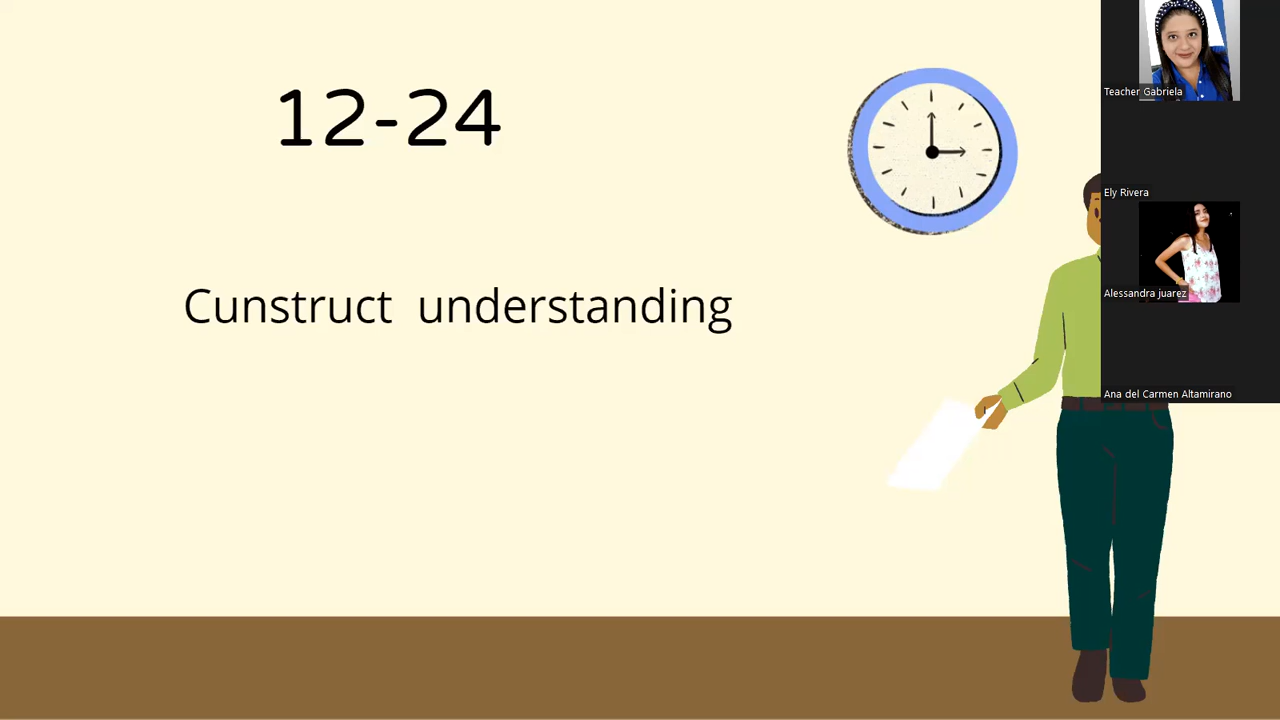 12-24
Cunstruct understanding
Teacher Gabriela
Ely Rivera
Alessandra juarez
Ana del Carmen Altamirano